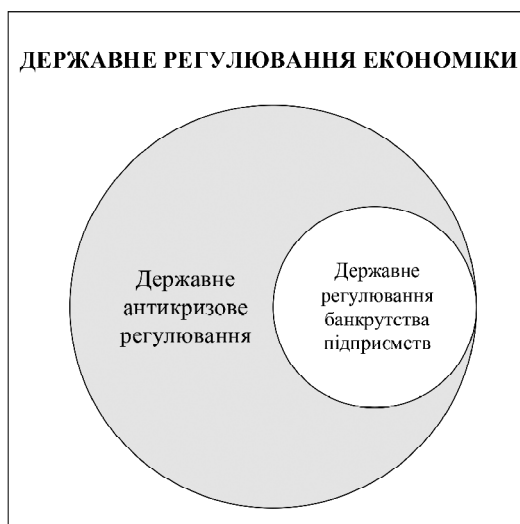 ДЕРЖАВНЕ РЕГУЛЮВАННЯ ЕКОНОМІКИ
Державне
антикризове
регулювання
Державне
регулювання
банкрутства
підприємств